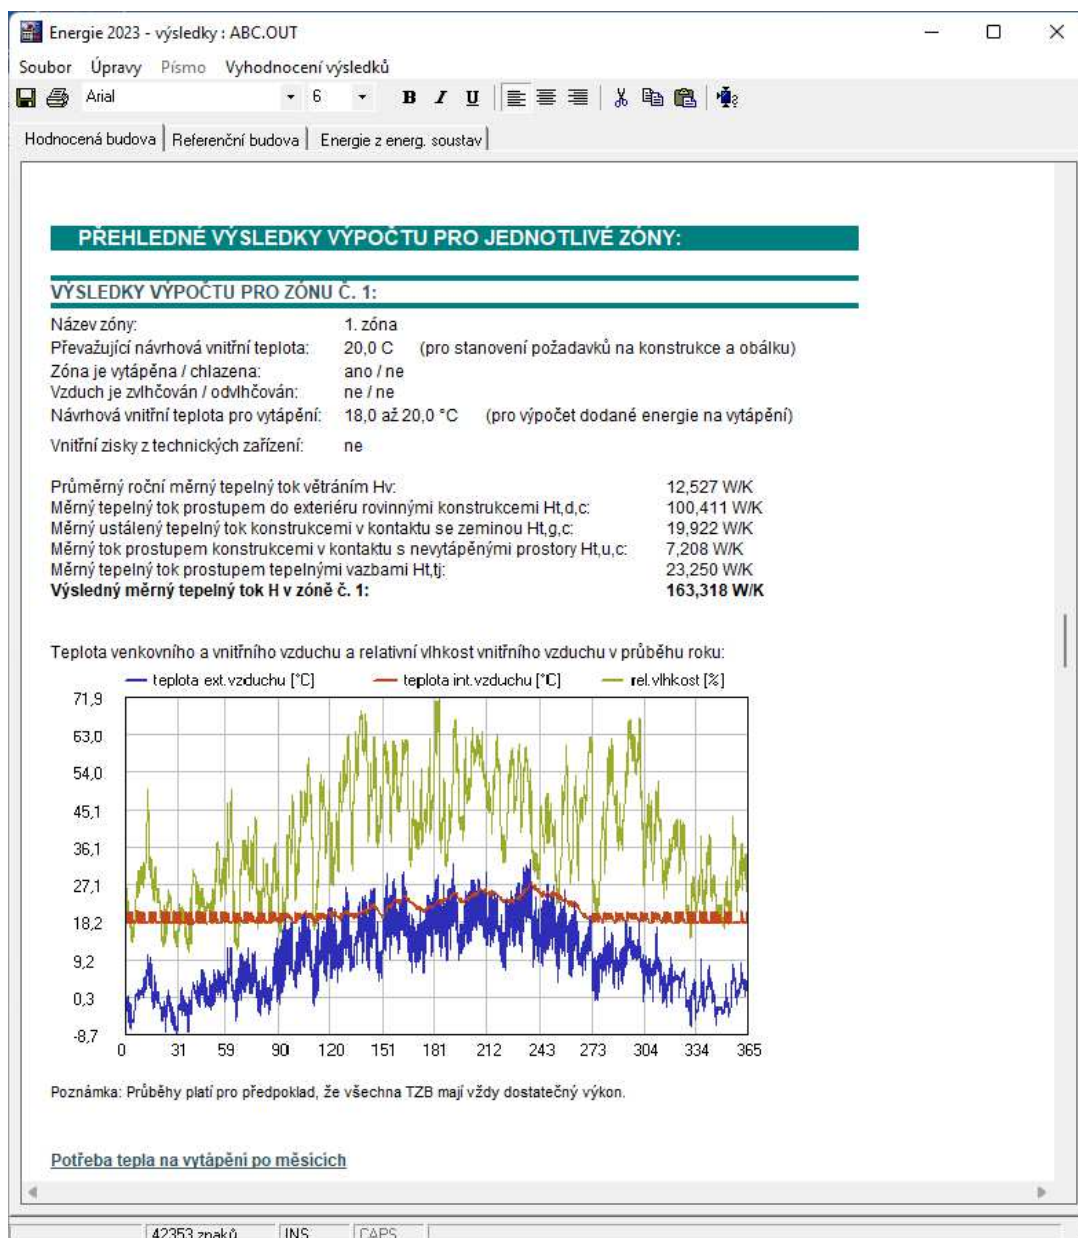 Energie 2023 - výsledky : ABC.OUT
Soubor Úpravy Písmo Vyhodnocení výsledků
Arial 6 B I U
Hodnocená budova Referenční budova Energie z energ. soustav
PŘEHLEDNÉ VÝSLEDKY VÝPOČTU PRO JEDNOTLIVÉ ZÓNY:
VÝSLEDKY VÝPOČTU PRO ZÓNU Č. 1:
Název zóny: 1. zóna
Převažující návrhová vnitřní teplota: 20,0 C (pro stanovení požadavků na konstrukce a obálku)
Zóna je vytápěna / chlazena: ano / ne
Vzduch je zvlhčován / odvlhčován: ne / ne
Návrhová vnitřní teplota pro vytápění: 18,0 až 20,0 °C (pro výpočet dodané energie na vytápění)
Vnitřní zisky z technických zařízení: ne
Průměrný roční měrný tepelný tok větráním Hv: 12,527 W/K
Měrný tepelný tok prostupem do exteriéru rovinnými konstrukcemi Ht,d,c: 100,411 W/K
Měrný ustálený tepelný tok konstrukcemi v kontaktu se zeminou Ht,g,c: 19,922 W/K
Měrný tok prostupem konstrukcemi v kontaktu s nevytápěnými prostory Ht,u,c: 7,208 W/K
Měrný tepelný tok prostupem tepelnými vazbami Ht,tj: 23,250 W/K
Výsledný měrný tepelný tok H v zóně č. 1: 163,318 W/K
Teplota venkovního a vnitřního vzduchu a relativní vlhkost vnitřního vzduchu v průběhu roku:
teplota ext.vzduchu [°C] teplota int.vzduchu [°C] rel.vlhkost [%]
71,9
63,0
54,0
45,1
36,1
27,1
18,2
9,2
0,3
-8,7
0 31 59 90 120 151 181 212 243 273 304 334 365
Poznámka: Průběhy platí pro předpoklad, že všechna TZB mají vždy dostatečný výkon.
Potřeba tepla na vytápění po měsících
42353 znaků INS CAPS